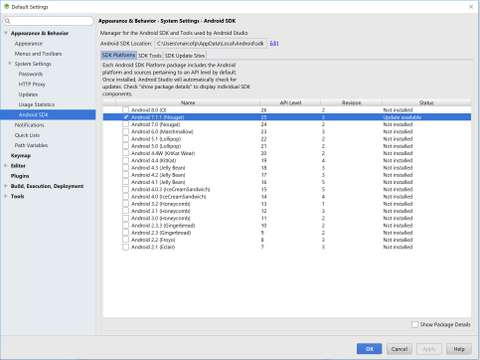 Default Settings
Appearance & Behavior
Appearance
Menus and Toolbars
System Settings
Passwords
HTTP Proxy
Updates
Usage Statistics
Android SDK
Notifications
Quick Lists
Path Variables
Keymap
Editor
Plugins
Build, Execution, Deployment
Tools
Appearance & Behavior › System Settings › Android SDK
Manager for the Android SDK and Tools used by Android Studio
Android SDK Location: C:\Users\marcofp\AppData\Local\Android\sdk Edit
SDK Platforms SDK Tools SDK Update Sites
Each Android SDK Platform package includes the Android
platform and sources pertaining to an API level by default.
Once installed, Android Studio will automatically check for
updates. Check "show package details" to display individual SDK
components.
Name API Level Revision Status
Android 8.0 (O) 26 2 Not installed
Android 7.1.1 (Nougat) 25 3 Update available
Android 7.0 (Nougat) 24 2 Not installed
Android 6.0 (Marshmallow) 23 3 Not installed
Android 5.1 (Lollipop) 22 2 Not installed
Android 5.0 (Lollipop) 21 2 Not installed
Android 4.4W (KitKat Wear) 20 2 Not installed
Android 4.4 (KitKat) 19 4 Not installed
Android 4.3 (Jelly Bean) 18 3 Not installed
Android 4.2 (Jelly Bean) 17 3 Not installed
Android 4.1 (Jelly Bean) 16 5 Not installed
Android 4.0.3 (IceCreamSandwich) 15 5 Not installed
Android 4.0 (IceCreamSandwich) 14 4 Not installed
Android 3.2 (Honeycomb) 13 1 Not installed
Android 3.1 (Honeycomb) 12 3 Not installed
Android 3.0 (Honeycomb) 11 2 Not installed
Android 2.3.3 (Gingerbread) 10 2 Not installed
Android 2.3 (Gingerbread) 9 2 Not installed
Android 2.2 (Froyo) 8 3 Not installed
Android 2.1 (Eclair) 7 3 Not installed
Show Package Details
OK Cancel Apply Help